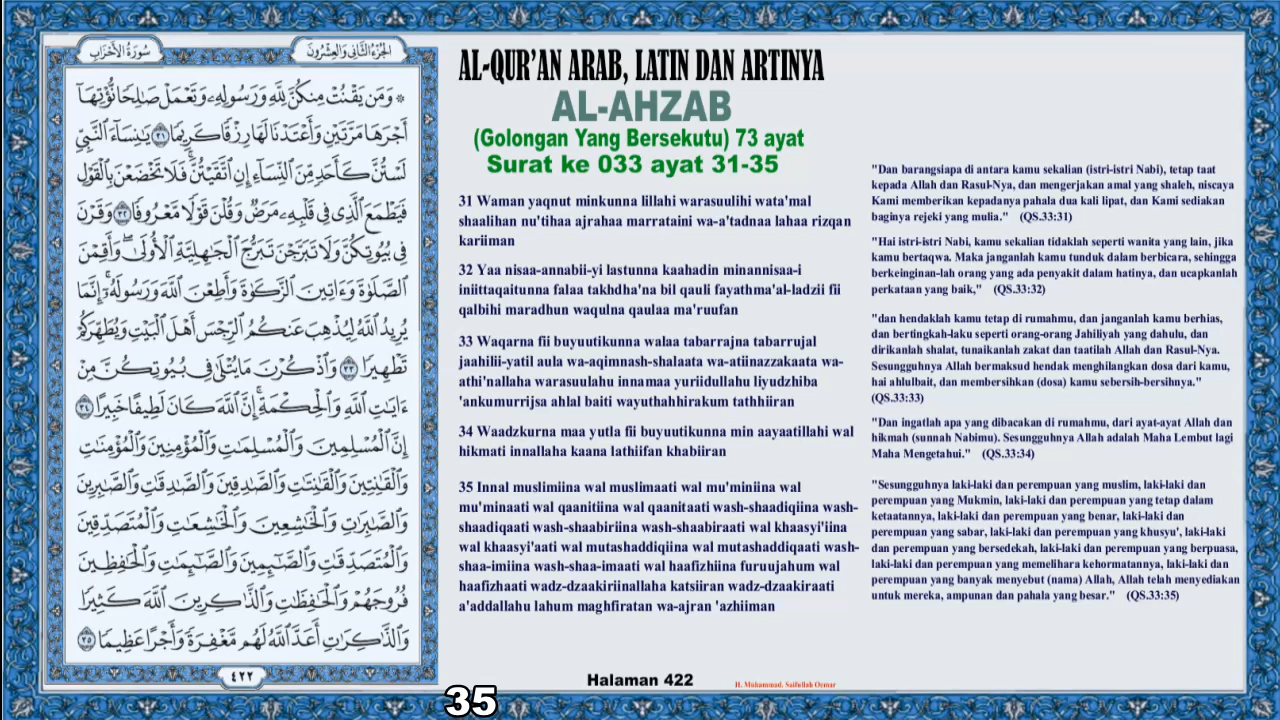 سُورَةُ الأَحْزَابِ
الجُزْءُ الثَّانِي وَالعِشْرُونَ
۞ وَمَن يَقْنُتْ مِنكُنَّ لِلَّهِ وَرَسُولِهِۦ وَتَعْمَلْ صَٰلِحًا نُّؤْتِهَآ
أَجْرَهَا مَرَّتَيْنِ وَأَعْتَدْنَا لَهَا رِزْقًا كَرِيمًا ٣١ يَٰنِسَآءَ ٱلنَّبِىِّ
لَسْتُنَّ كَأَحَدٍ مِّنَ ٱلنِّسَآءِ إِنِ ٱتَّقَيْتُنَّ ۚ فَلَا تَخْضَعْنَ بِٱلْقَوْلِ
فَيَطْمَعَ ٱلَّذِى فِى قَلْبِهِۦ مَرَضٌ وَقُلْنَ قَوْلًا مَّعْرُوفًا ٣٢ وَقَرْنَ
فِى بُيُوتِكُنَّ وَلَا تَبَرَّجْنَ تَبَرُّجَ ٱلْجَٰهِلِيَّةِ ٱلْأُولَىٰ ۖ وَأَقِمْنَ
ٱلصَّلَوٰةَ وَءَاتِينَ ٱلزَّكَوٰةَ وَأَطِعْنَ ٱللَّهَ وَرَسُولَهُۥٓ ۚ إِنَّمَا
يُرِيدُ ٱللَّهُ لِيُذْهِبَ عَنكُمُ ٱلرِّجْسَ أَهْلَ ٱلْبَيْتِ وَيُطَهِّرَكُمْ
تَطْهِيرًا ٣٣ وَٱذْكُرْنَ مَا يُتْلَىٰ فِى بُيُوتِكُنَّ مِنْ
ءَايَٰتِ ٱللَّهِ وَٱلْحِكْمَةِ ۚ إِنَّ ٱللَّهَ كَانَ لَطِيفًا خَبِيرًا ٣٤
إِنَّ ٱلْمُسْلِمِينَ وَٱلْمُسْلِمَٰتِ وَٱلْمُؤْمِنِينَ وَٱلْمُؤْمِنَٰتِ
وَٱلْقَٰنِتِينَ وَٱلْقَٰنِتَٰتِ وَٱلصَّٰدِقِينَ وَٱلصَّٰدِقَٰتِ وَٱلصَّٰبِرِينَ
وَٱلصَّٰبِرَٰتِ وَٱلْخَٰشِعِينَ وَٱلْخَٰشِعَٰتِ وَٱلْمُتَصَدِّقِينَ
وَٱلْمُتَصَدِّقَٰتِ وَٱلصَّٰٓئِمِينَ وَٱلصَّٰٓئِمَٰتِ وَٱلْحَٰفِظِينَ
فُرُوجَهُمْ وَٱلْحَٰفِظَٰتِ وَٱلذَّٰكِرِينَ ٱللَّهَ كَثِيرًا
وَٱلذَّٰكِرَٰتِ أَعَدَّ ٱللَّهُ لَهُم مَّغْفِرَةً وَأَجْرًا عَظِيمًا ٣٥
٤٢٢
AL-QUR'AN ARAB, LATIN DAN ARTINYA
AL-AHZAB
(Golongan Yang Bersekutu) 73 ayat
Surat ke 033 ayat 31-35
31 Waman yaqnut minkunna lillahi warasuulihi wata'mal
shaalihan nu'tihaa ajrahaa marrataini wa-a'tadnaa lahaa rizqan
kariiman
32 Yaa nisaa-annabii-yi lastunna kaahadin minannisaa-i
iniittaqaitunna falaa takhdha'na bil qauli fayathma'al-ladzii fii
qalbihi maradhun waqulna qaulaa ma'ruufan
33 Waqarna fii buyuutikunna walaa tabarrajna tabarrujal
jaahilii-yatil aula wa-aqimnash-shalaata wa-atiinazzakaata wa-
athi'nallaha warasuulahu innamaa yuriidullahu liyudzhiba
'ankumurrijsa ahlal baiti wayuthahhirakum tathhiiran
34 Waadzkurna maa yutla fii buyuutikunna min aayaatillahi wal
hikmati innallaha kaana lathiifan khabiiran
35 Innal muslimiina wal muslimaati wal mu'miniina wal
mu'minaati wal qaanitiina wal qaanitaati wash-shaadiqiina wash-
shaadiqaati wash-shaabiriina wash-shaabiraati wal khaasyi'iina
wal khaasyi'aati wal mutashaddiqiina wal mutashaddiqaati wash-
shaa-imiina wash-shaa-imaati wal haafizhiina furuujahum wal
haafizhaati wadz-dzaakiriinallaha katsiiran wadz-dzaakiraati
a'addallahu lahum maghfiratan wa-ajran 'azhiiman
"Dan barangsiapa di antara kamu sekalian (istri-istri Nabi), tetap taat
kepada Allah dan Rasul-Nya, dan mengerjakan amal yang shaleh, niscaya
Kami memberikan kepadanya pahala dua kali lipat, dan Kami sediakan
baginya rejeki yang mulia." (QS.33:31)
"Hai istri-istri Nabi, kamu sekalian tidaklah seperti wanita yang lain, jika
kamu bertaqwa. Maka janganlah kamu tunduk dalam berbicara, sehingga
berkeinginan-lah orang yang ada penyakit dalam hatinya, dan ucapkanlah
perkataan yang baik," (QS.33:32)
"dan hendaklah kamu tetap di rumahmu, dan janganlah kamu berhias,
dan bertingkah-laku seperti orang-orang Jahiliyah yang dahulu, dan
dirikanlah shalat, tunaikanlah zakat dan taatilah Allah dan Rasul-Nya.
Sesungguhnya Allah bermaksud hendak menghilangkan dosa dari kamu,
hai ahlulbait, dan membersihkan (dosa) kamu sebersih-bersihnya."
(QS.33:33)
"Dan ingatlah apa yang dibacakan di rumahmu, dari ayat-ayat Allah dan
hikmah (sunnah Nabimu). Sesungguhnya Allah adalah Maha Lembut lagi
Maha Mengetahui." (QS.33:34)
"Sesungguhnya laki-laki dan perempuan yang muslim, laki-laki dan
perempuan yang Mukmin, laki-laki dan perempuan yang tetap dalam
ketaatannya, laki-laki dan perempuan yang benar, laki-laki dan
perempuan yang sabar, laki-laki dan perempuan yang khusyu', laki-laki
dan perempuan yang bersedekah, laki-laki dan perempuan yang berpuasa,
laki-laki dan perempuan yang memelihara kehormatannya, laki-laki dan
perempuan yang banyak menyebut (nama) Allah, Allah telah menyediakan
untuk mereka, ampunan dan pahala yang besar." (QS.33:35)
Halaman 422
H. Muhammad. Saifullah Oemar
35